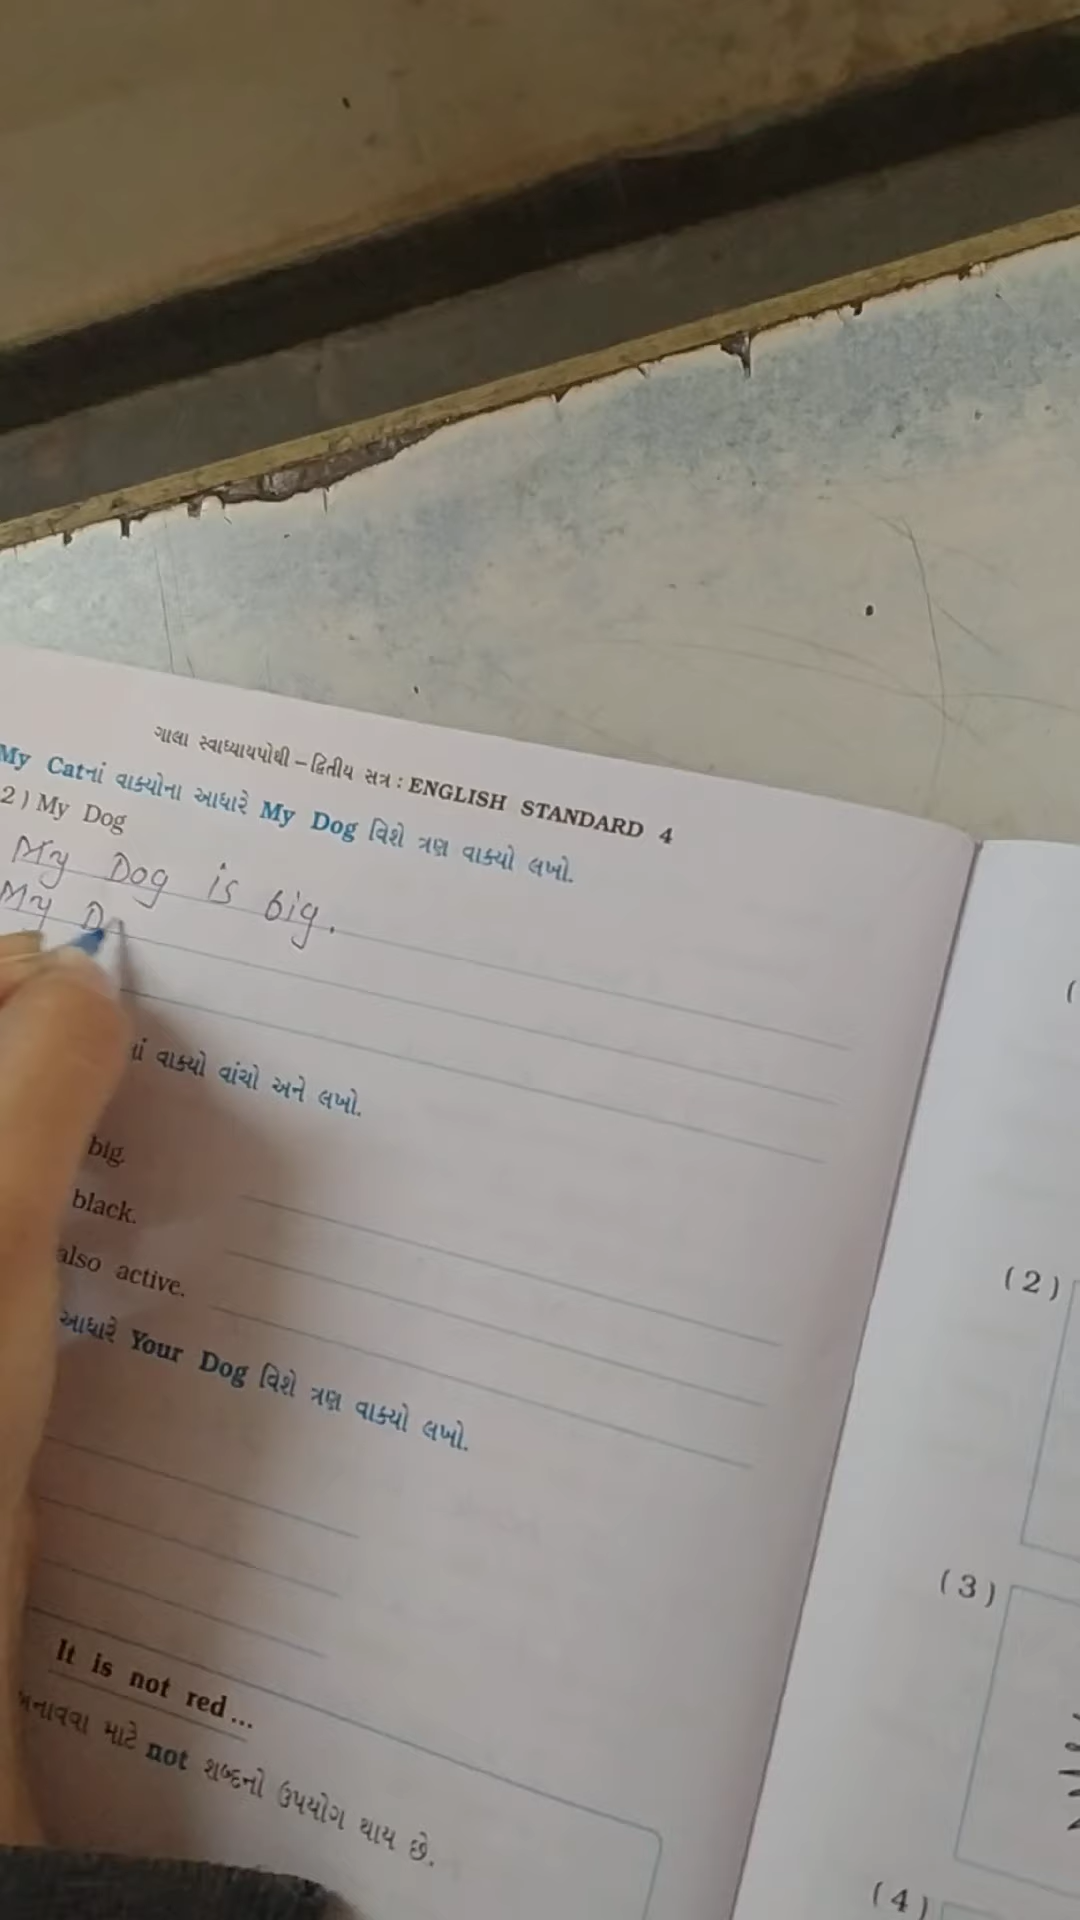 ગાલા સ્વાધ્યાયપોથી – દ્વિતીય સત્ર : ENGLISH STANDARD 4
My Catનાં વાક્યોના આધારે My Dog વિશે ત્રણ વાક્યો લખો.
2) My Dog
My Dog is big.
My D
નાં વાક્યો વાંચો અને લખો.
big.
black.
also active.
આધારે Your Dog વિશે ત્રણ વાક્યો લખો.
It is not red ...
બનાવવા માટે not શબ્દનો ઉપયોગ થાય છે.
(
(2)
(3)
(4)